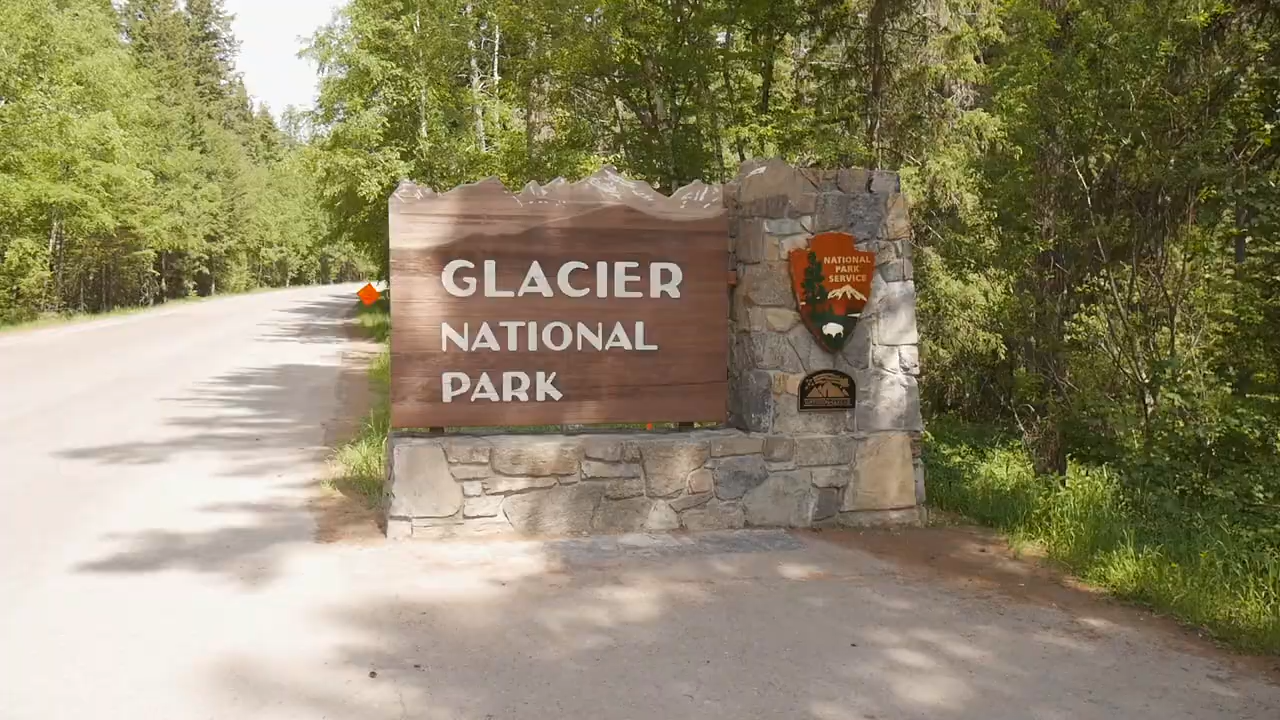 GLACIER
NATIONAL
PARK
NATIONAL
PARK
SERVICE